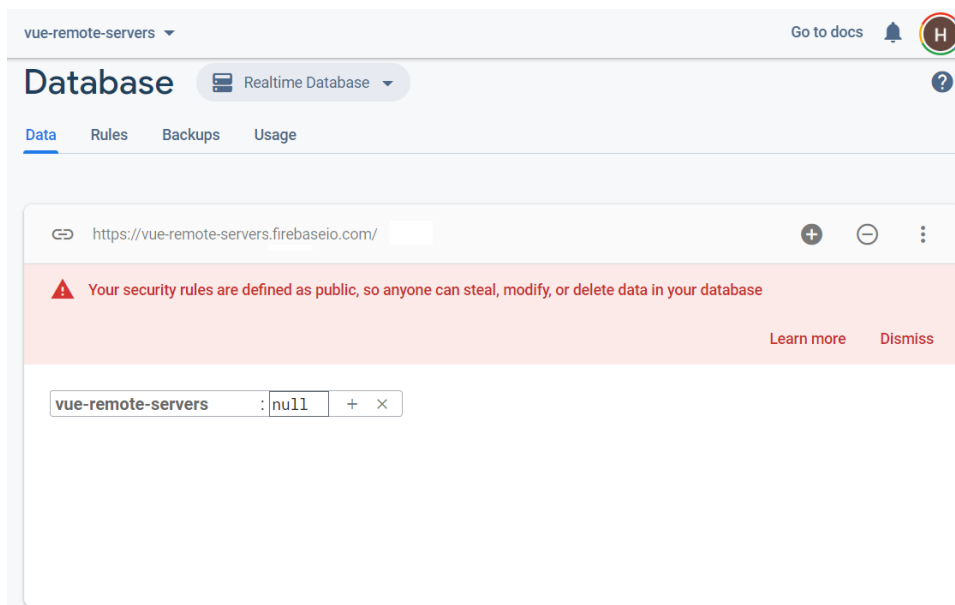 vue-remote-servers Go to docs H
Database Realtime Database ?
Data Rules Backups Usage
https://vue-remote-servers.firebaseio.com/
Your security rules are defined as public, so anyone can steal, modify, or delete data in your database
Learn more Dismiss
vue-remote-servers : null + ×